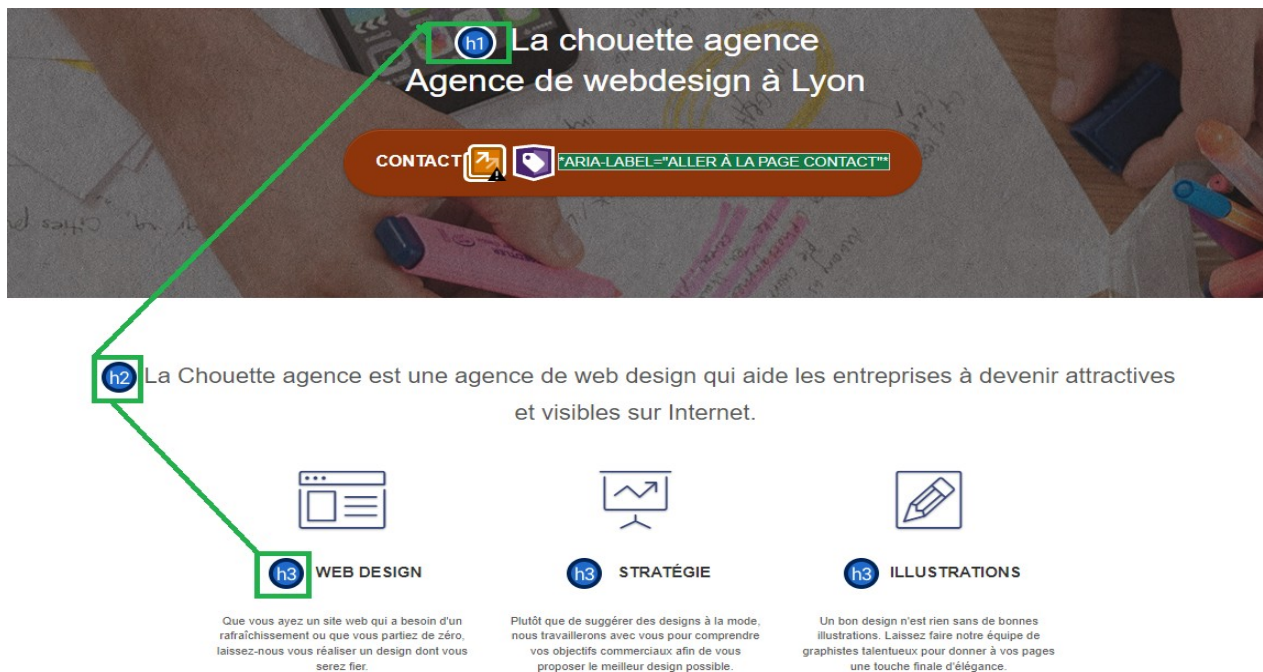 h1 La chouette agence
Agence de webdesign à Lyon
CONTACT *ARIA-LABEL="ALLER À LA PAGE CONTACT"*
h2 La Chouette agence est une agence de web design qui aide les entreprises à devenir attractives
et visibles sur Internet.
h3 WEB DESIGN
Que vous ayez un site web qui a besoin d'un
rafraîchissement ou que vous partiez de zéro,
laissez-nous vous réaliser un design dont vous
serez fier.
h3 STRATÉGIE
Plutôt que de suggérer des designs à la mode,
nous travaillerons avec vous pour comprendre
vos objectifs commerciaux afin de vous
proposer le meilleur design possible.
h3 ILLUSTRATIONS
Un bon design n'est rien sans de bonnes
illustrations. Laissez faire notre équipe de
graphistes talentueux pour donner à vos pages
une touche finale d'élégance.